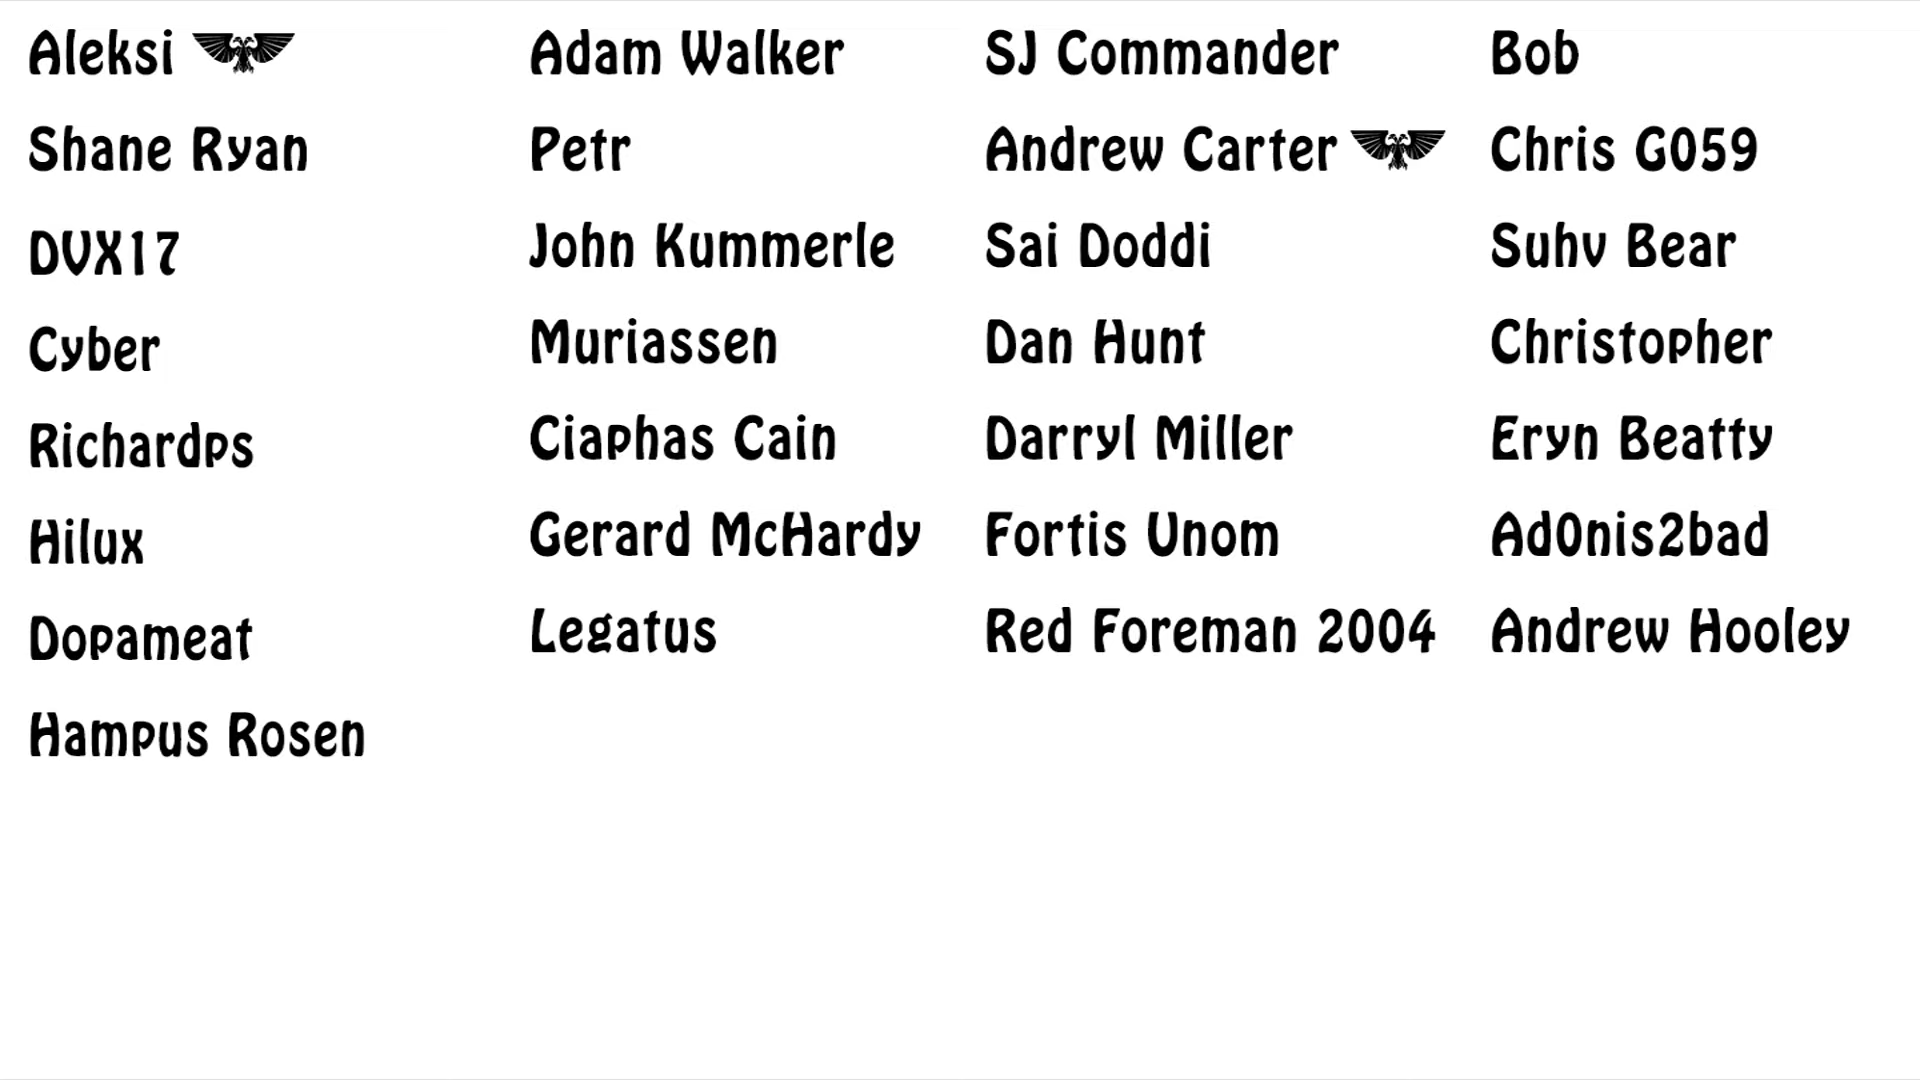 Aleksi
Shane Ryan
DVX17
Cyber
Richardps
Hilux
Dopameat
Hampus Rosen
Adam Walker
Petr
John Kummerle
Muriassen
Ciaphas Cain
Gerard McHardy
Legatus
SJ Commander
Andrew Carter
Sai Doddi
Dan Hunt
Darryl Miller
Fortis Unom
Red Foreman 2004
Bob
Chris G059
Suhv Bear
Christopher
Eryn Beatty
Ad0nis2bad
Andrew Hooley